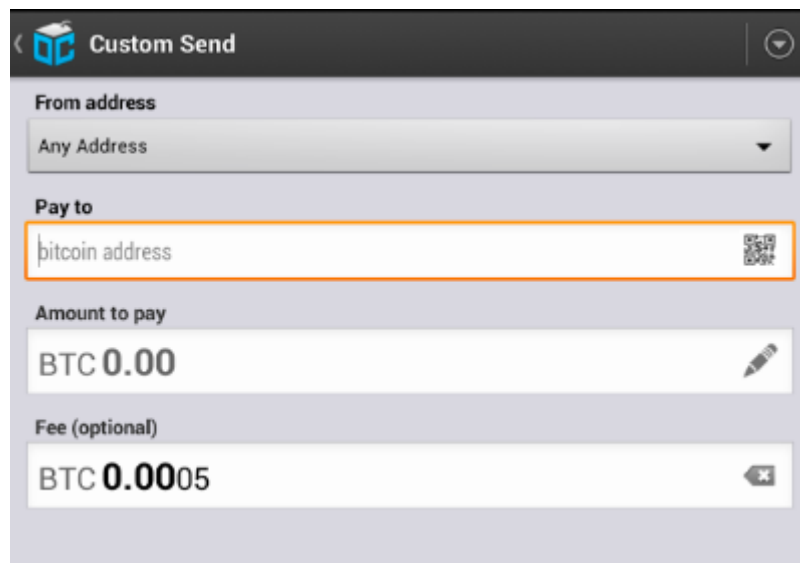 Custom Send
From address
Any Address
Pay to
bitcoin address
Amount to pay
BTC 0.00
Fee (optional)
BTC 0.0005